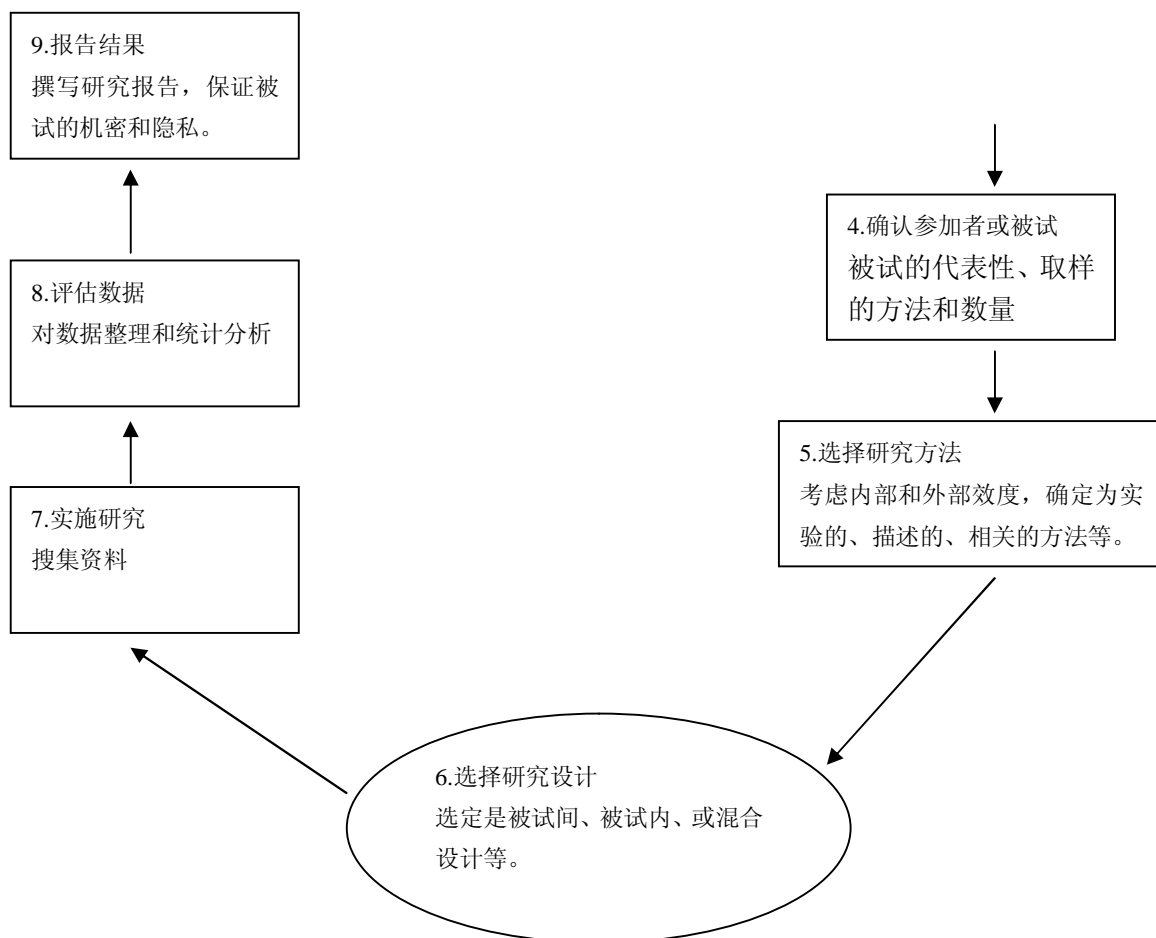 9.报告结果
撰写研究报告，保证被
试的机密和隐私。
4.确认参加者或被试
被试的代表性、取样
的方法和数量
8.评估数据
对数据整理和统计分析
5.选择研究方法
考虑内部和外部效度，确定为实
验的、描述的、相关的方法等。
7.实施研究
搜集资料
6.选择研究设计
选定是被试间、被试内、或混合
设计等。